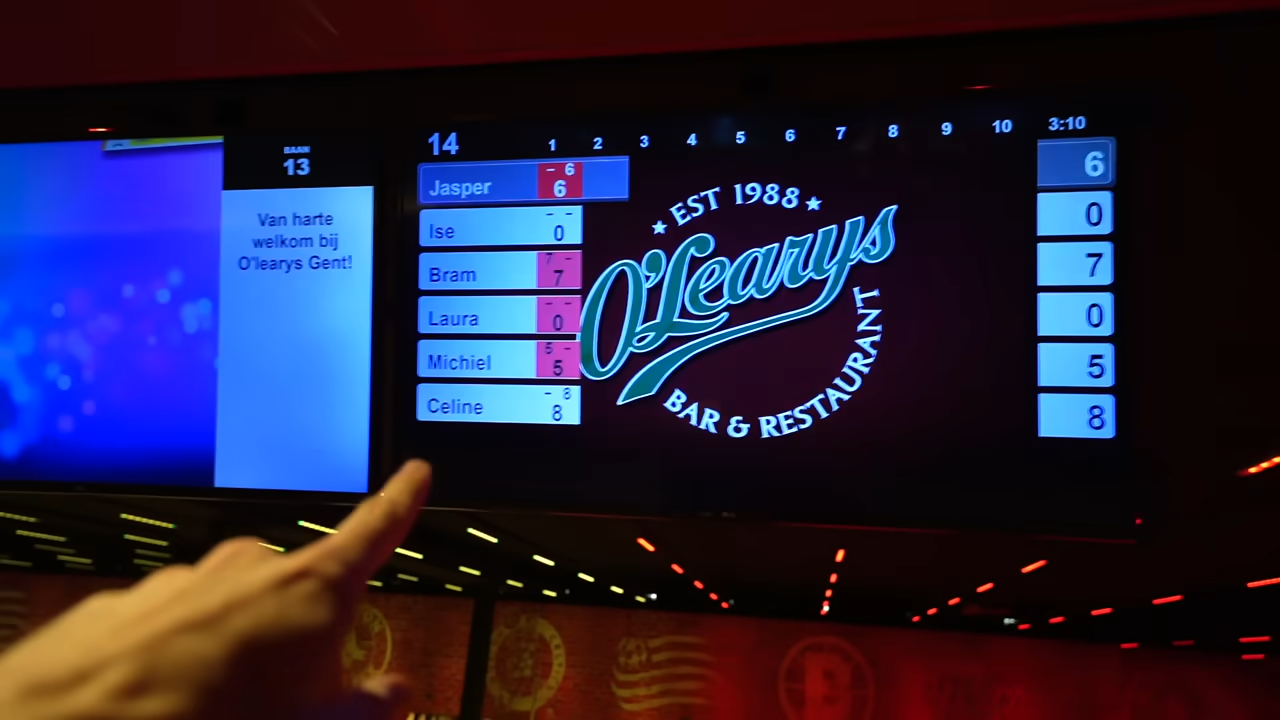 BAAN
13
Van harte
welkom bij
O'learys Gent!
14 1 2 3 4 5 6 7 8 9 10 3:10
Jasper - 6 6 6
Ise - - 0 0
Bram 7 - 7 7
Laura - - 0 0
Michiel 5 - 5 5
Celine - 8 8 8
EST 1988
O'Learys
BAR & RESTAURANT